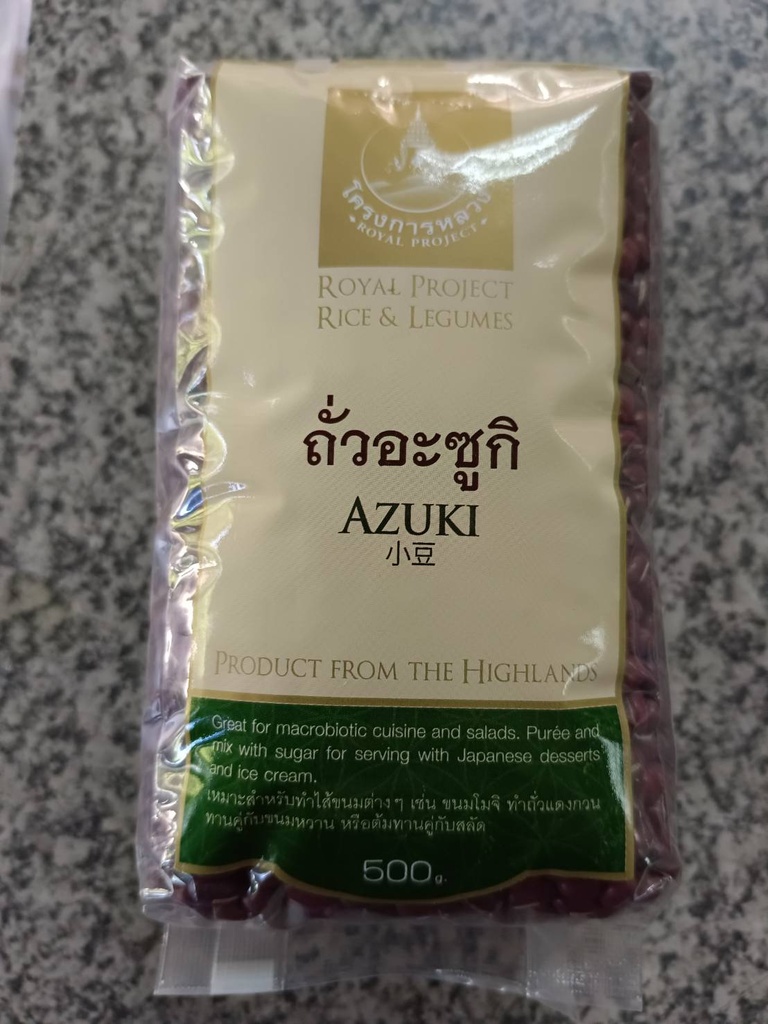 โครงการหลวง
• ROYAL PROJECT •
ROYAL PROJECT
RICE & LEGUMES
ถั่วอะซูกิ
AZUKI
小豆
PRODUCT FROM THE HIGHLANDS
Great for macrobiotic cuisine and salads. Purée and
mix with sugar for serving with Japanese desserts
and ice cream.
เหมาะสำหรับทำไส้ขนมต่างๆ เช่น ขนมโมจิ ทำถั่วแดงกวน
ทานคู่กับขนมหวาน หรือต้มทานคู่กับสลัด
500 g.